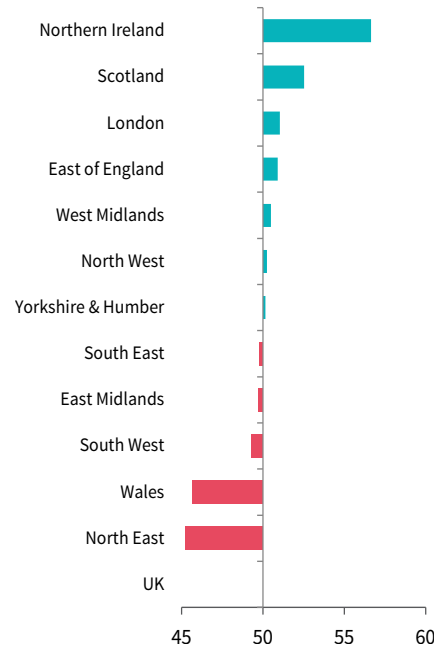 Northern Ireland
Scotland
London
East of England
West Midlands
North West
Yorkshire & Humber
South East
East Midlands
South West
Wales
North East
UK
45 50 55 60